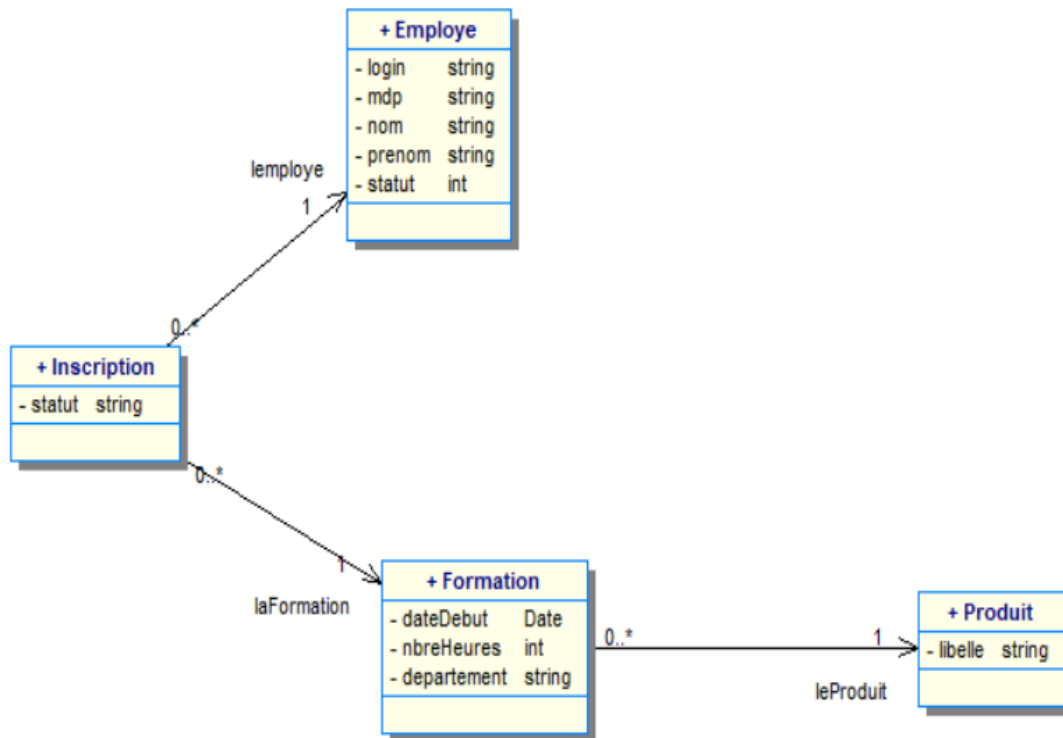 + Employe
- login string
- mdp string
- nom string
- prenom string
- statut int
lemploye
1
0..*
+ Inscription
- statut string
0..*
1
laFormation
+ Formation
- dateDebut Date
- nbreHeures int
- departement string
0..*
1
leProduit
+ Produit
- libelle string